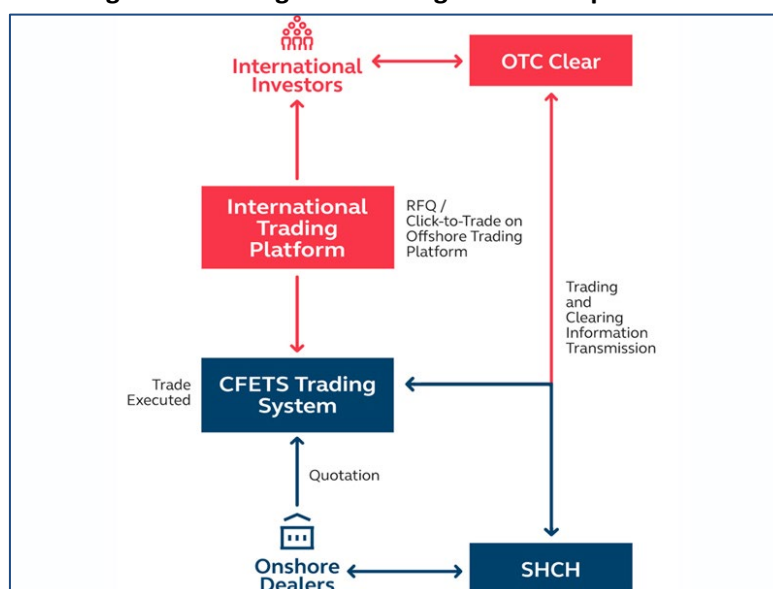 International
Investors
OTC Clear
International
Trading
Platform
RFQ /
Click-to-Trade on
Offshore Trading
Platform
Trading
and
Clearing
Information
Transmission
Trade
Executed
CFETS Trading
System
Quotation
Onshore
Dealers
SHCH